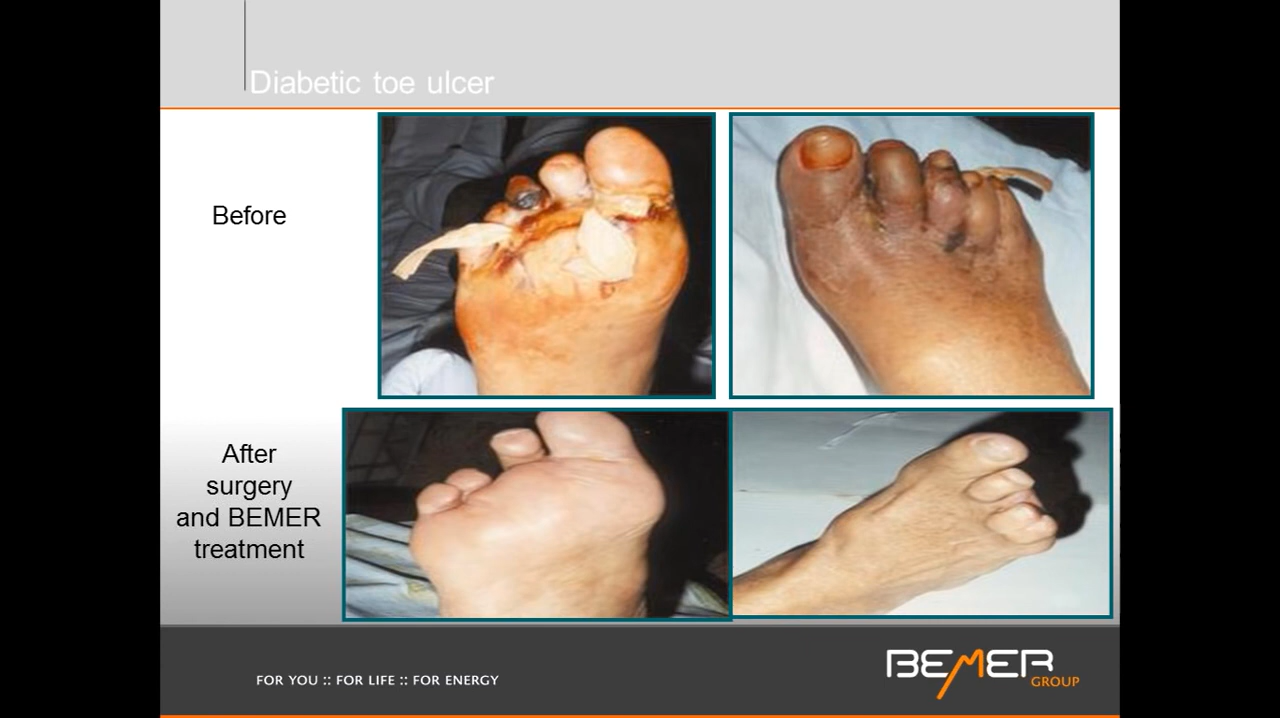 Diabetic toe ulcer
Before
After
surgery
and BEMER
treatment
FOR YOU :: FOR LIFE :: FOR ENERGY
BEMER
GROUP